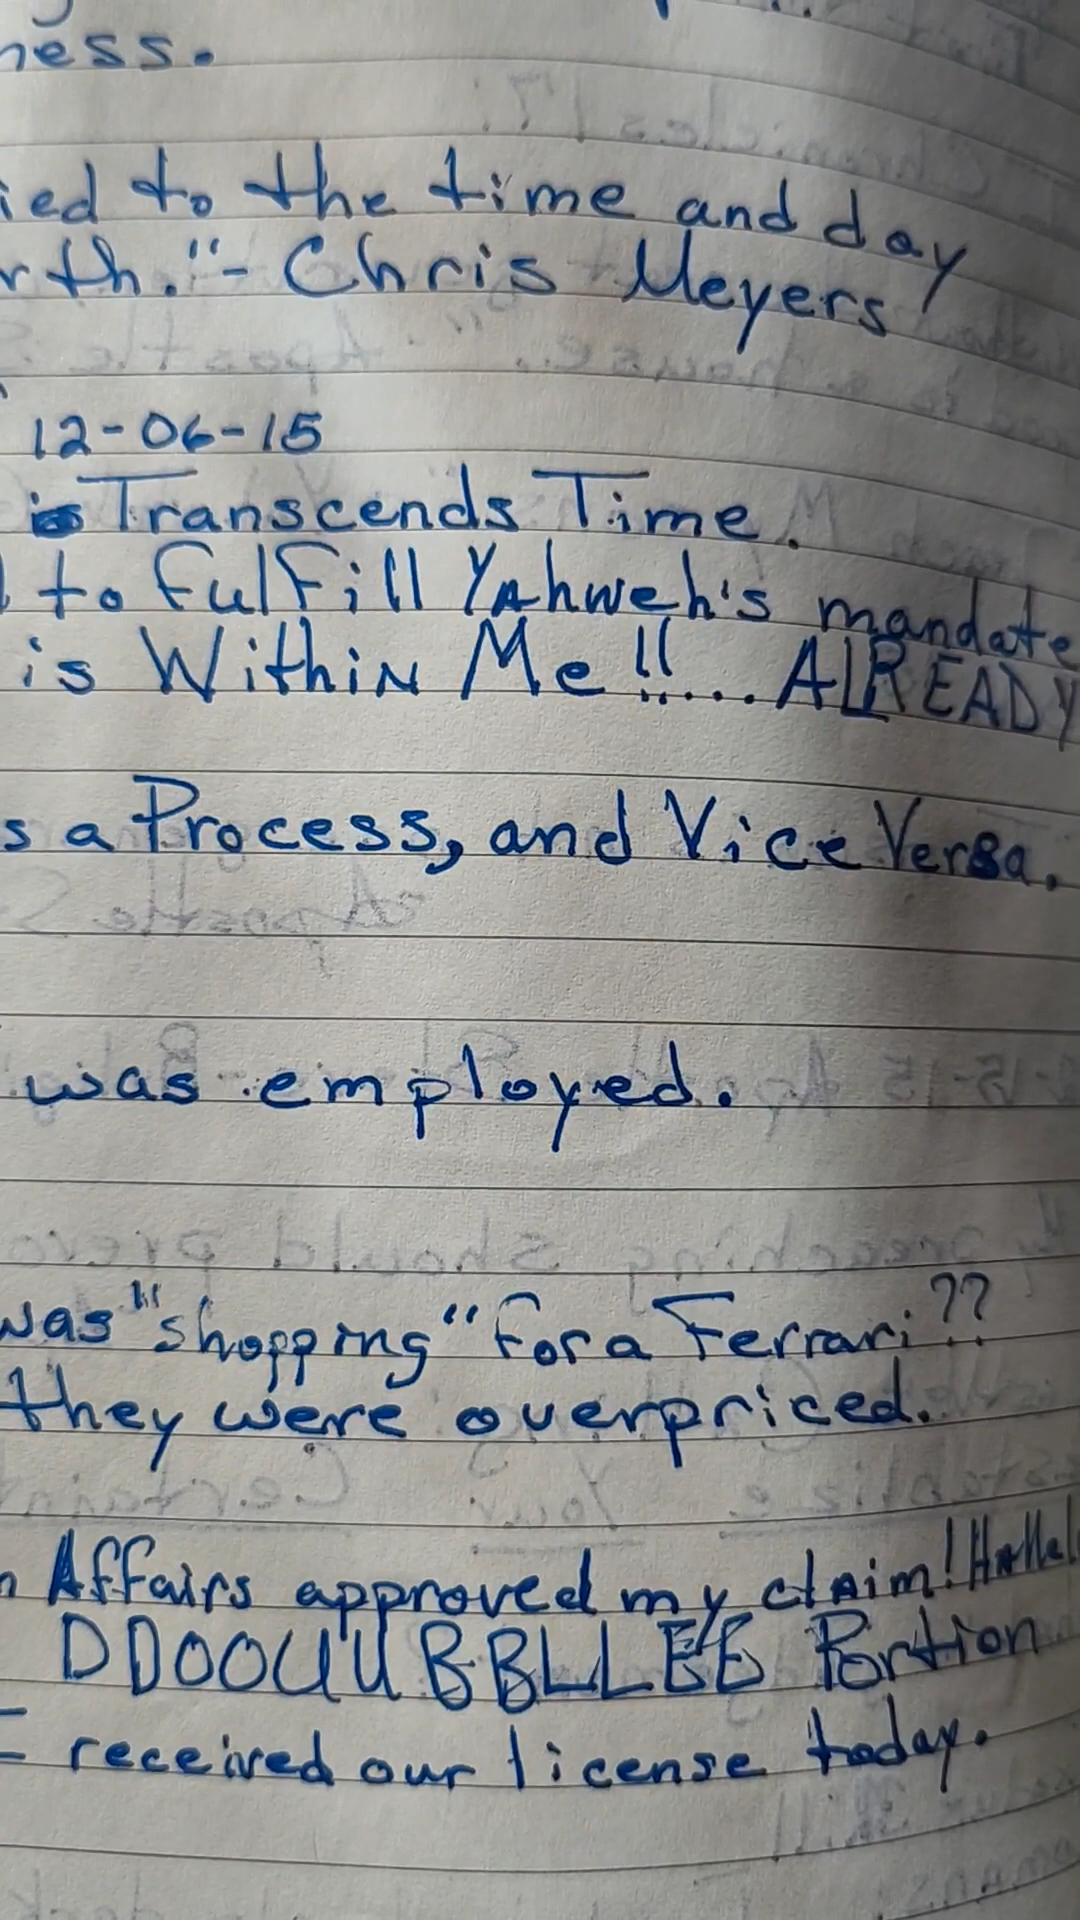 ness.
ied to the time and day
rth."- Chris Meyers
12-06-15
Transcends Time.
to fulfill Yahweh's mandate
is Within Me!!.... ALREADY
s a Process, and Vice Versa.
was employed.
was "shopping" for a Ferrari??
they were overpriced.
n Affairs approved my claim! Hallel
DDOOUUBBLLEE Portion
received our license today.